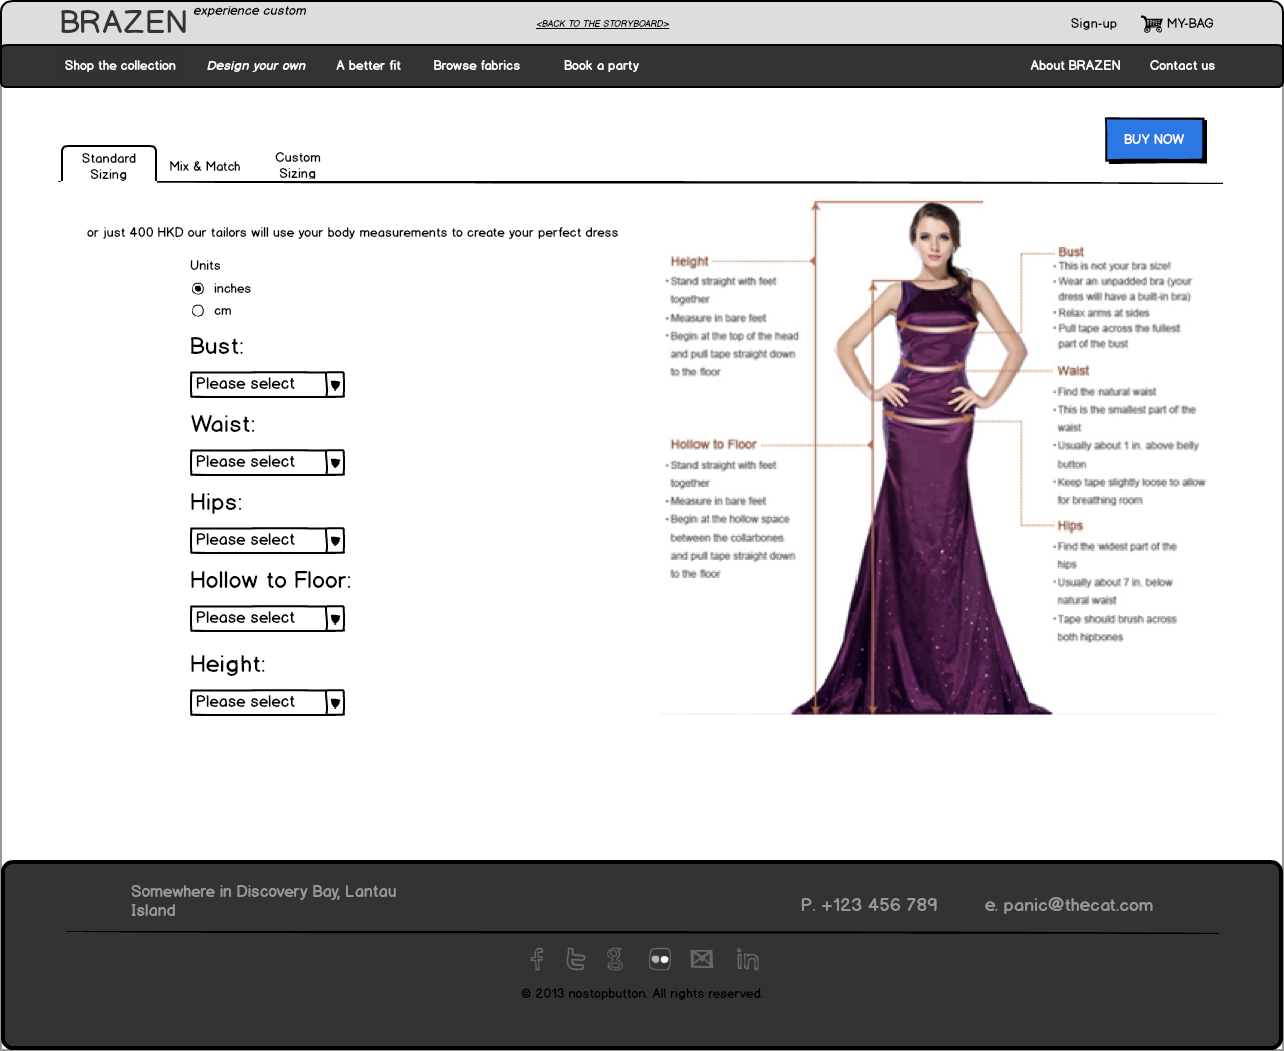 BRAZEN experience custom
<BACK TO THE STORYBOARD>
Sign-up MY-BAG
Shop the collection Design your own A better fit Browse fabrics Book a party About BRAZEN Contact us
BUY NOW
Standard
Sizing
Mix & Match
Custom
Sizing
or just 400 HKD our tailors will use your body measurements to create your perfect dress
Units
inches
cm
Bust:
Please select
Waist:
Please select
Hips:
Please select
Hollow to Floor:
Please select
Height:
Please select
Height
• Stand straight with feet
together
• Measure in bare feet
• Begin at the top of the head
and pull tape straight down
to the floor
Hollow to Floor
• Stand straight with feet
together
• Measure in bare feet
• Begin at the hollow space
between the collarbones
and pull tape straight down
to the floor
Bust
• This is not your bra size!
• Wear an unpadded bra (your
dress will have a built-in bra)
• Relax arms at sides
• Pull tape across the fullest
part of the bust
Waist
• Find the natural waist
• This is the smallest part of the
waist
• Usually about 1 in. above belly
button
• Keep tape slightly loose to allow
for breathing room
Hips
• Find the widest part of the
hips
• Usually about 7 in. below
natural waist
• Tape should brush across
both hipbones
Somewhere in Discovery Bay, Lantau
Island
P. +123 456 789 e. panic@thecat.com
© 2013 nostopbutton. All rights reserved.